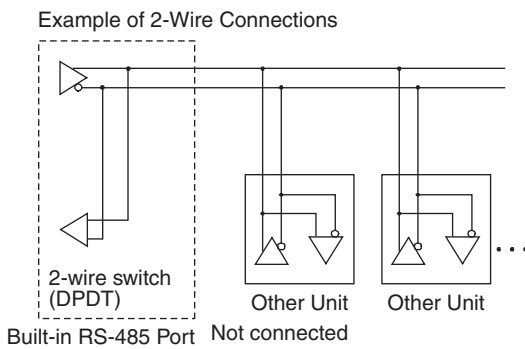 Example of 2-Wire Connections
2-wire switch
(DPDT)
Other Unit
Other Unit
Built-in RS-485 Port
Not connected